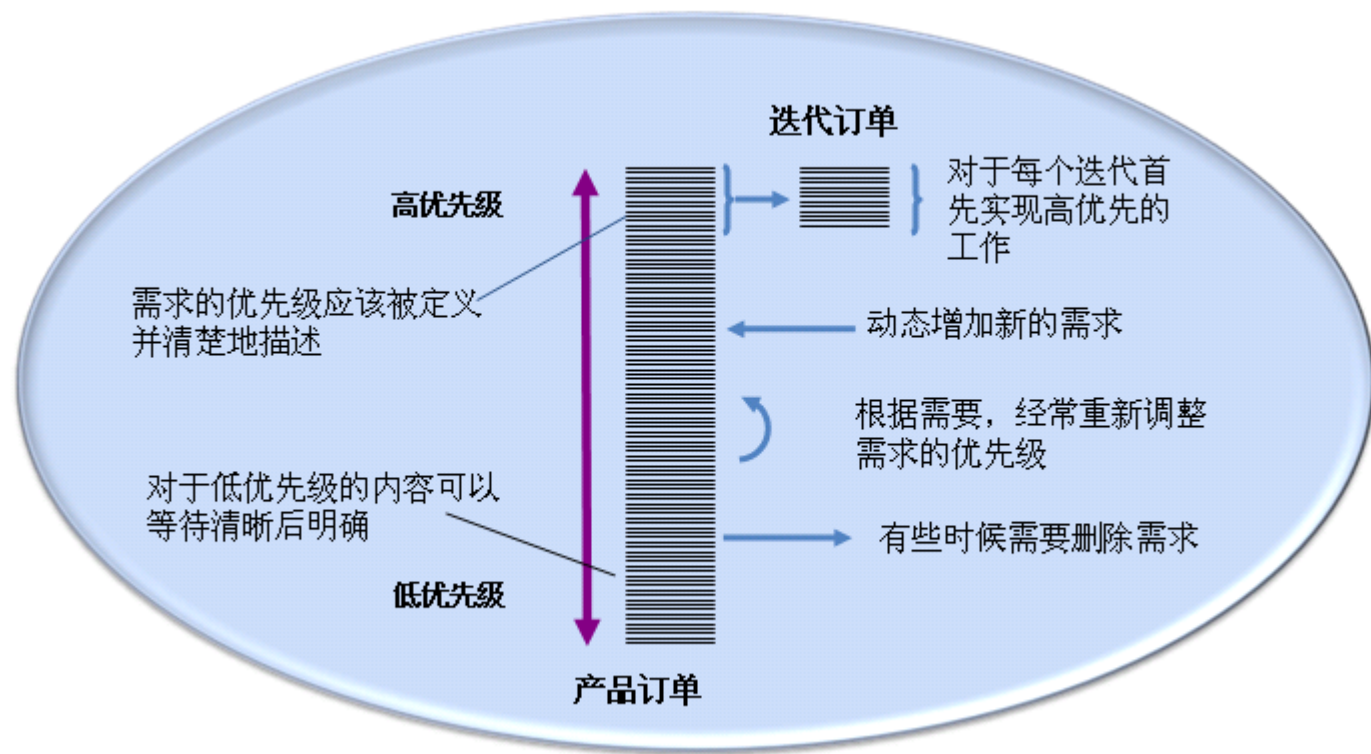 迭代订单
高优先级
对于每个迭代首
先实现高优先的
工作
需求的优先级应该被定义
并清楚地描述
动态增加新的需求
根据需要，经常重新调整
需求的优先级
对于低优先级的内容可以
等待清晰后明确
有些时候需要删除需求
低优先级
产品订单